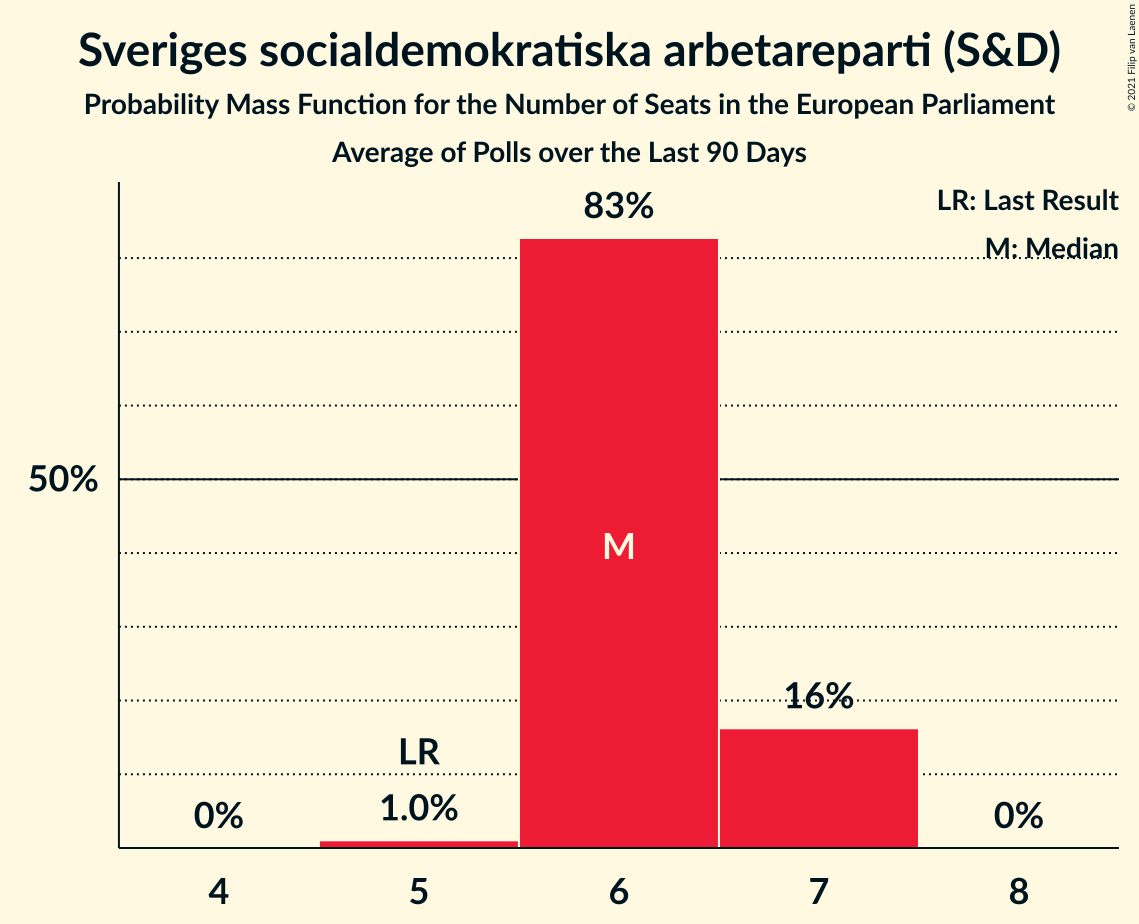 Sveriges socialdemokratiska arbetareparti (S&D)
Probability Mass Function for the Number of Seats in the European Parliament
Average of Polls over the Last 90 Days
© 2021 Filip van Laenen
LR: Last Result
M: Median
83%
50%
M
16%
LR
0%
1.0%
0%
4
5
6
7
8